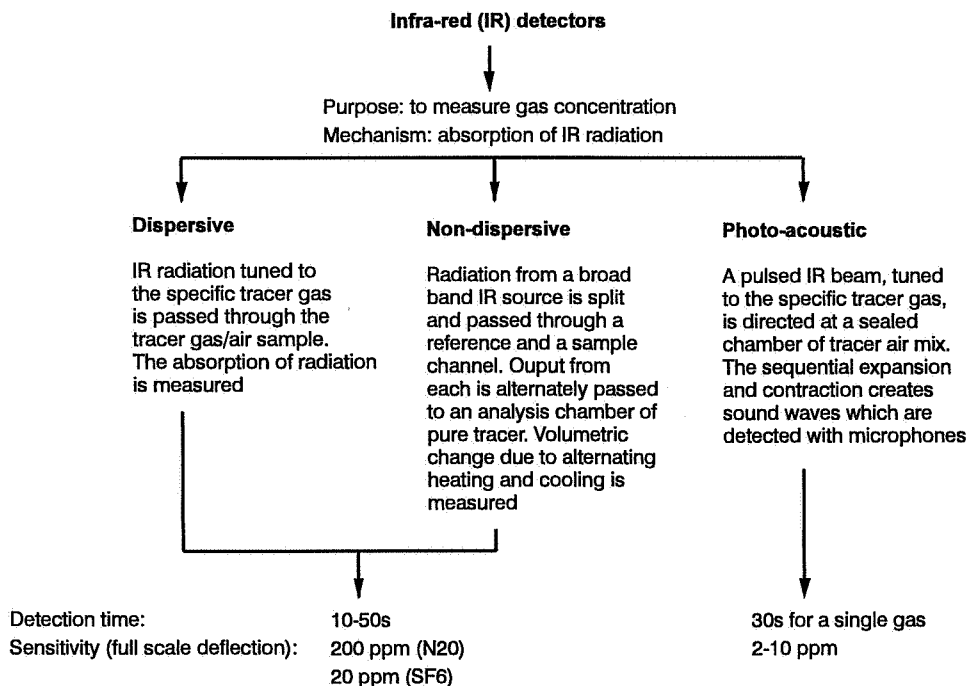 Infra-red (IR) detectors
Purpose: to measure gas concentration
Mechanism: absorption of IR radiation
Dispersive
IR radiation tuned to
the specific tracer gas
is passed through the
tracer gas/air sample.
The absorption of radiation
is measured
Non-dispersive
Radiation from a broad
band IR source is split
and passed through a
reference and a sample
channel. Ouput from
each is alternately passed
to an analysis chamber of
pure tracer. Volumetric
change due to alternating
heating and cooling is
measured
Photo-acoustic
A pulsed IR beam, tuned
to the specific tracer gas,
is directed at a sealed
chamber of tracer air mix.
The sequential expansion
and contraction creates
sound waves which are
detected with microphones
Detection time: 10-50s 30s for a single gas
Sensitivity (full scale deflection): 200 ppm (N20) 2-10 ppm
20 ppm (SF6)